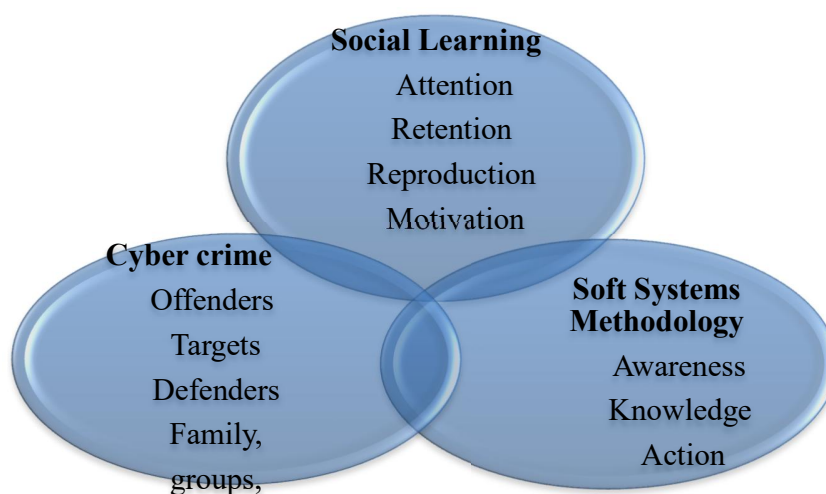 Social Learning
Attention
Retention
Reproduction
Motivation
Cyber crime
Offenders
Targets
Defenders
Family,
groups,
Soft Systems
Methodology
Awareness
Knowledge
Action